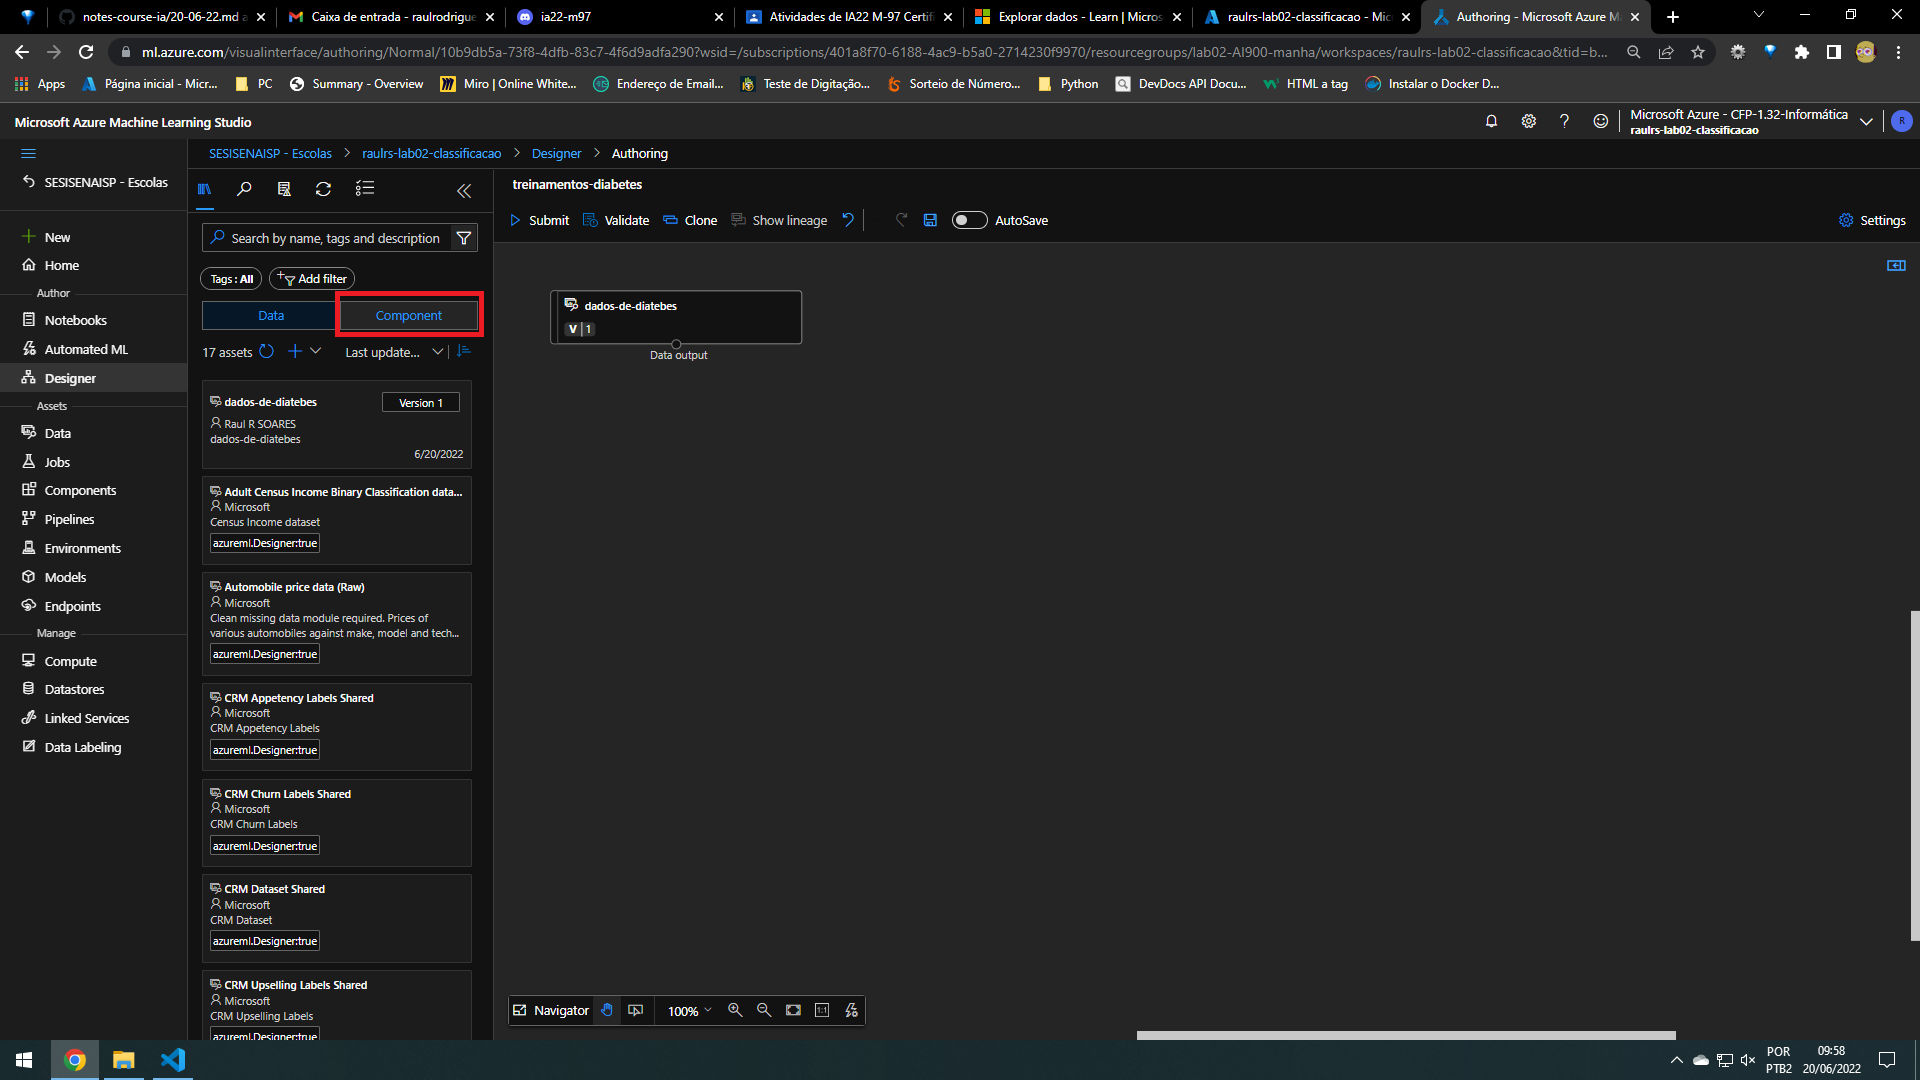 notes-course-ia/20-06-22.md a
Caixa de entrada - raulrodrigue
ia22-m97
Atividades de IA22 M-97 Certifi
Explorar dados - Learn | Micros
raulrs-lab02-classificacao - Mic
Authoring - Microsoft Azure Ma
ml.azure.com/visualinterface/authoring/Normal/10b9db5a-73f8-4dfb-83c7-4f6d9adfa290?wsid=/subscriptions/401a8f70-6188-4ac9-b5a0-2714230f9970/resourcegroups/lab02-AI900-manha/workspaces/raulrs-lab02-classificacao&tid=b...
Apps
Página inicial - Micr...
PC
Summary - Overview
Miro | Online White...
Endereço de Email...
Teste de Digitação...
Sorteio de Número...
Python
DevDocs API Docu...
HTML a tag
Instalar o Docker D...
Microsoft Azure Machine Learning Studio
Microsoft Azure - CFP-1.32-Informática
raulrs-lab02-classificacao
R
SESISENAISP - Escolas
raulrs-lab02-classificacao
Designer
Authoring
SESISENAISP - Escolas
New
Home
Author
Notebooks
Automated ML
Designer
Assets
Data
Jobs
Components
Pipelines
Environments
Models
Endpoints
Manage
Compute
Datastores
Linked Services
Data Labeling
Search by name, tags and description
Tags : All
Add filter
Data
Component
17 assets
Last update...
dados-de-diatebes
Version 1
Raul R SOARES
dados-de-diatebes
6/20/2022
Adult Census Income Binary Classification data...
Microsoft
Census Income dataset
azureml.Designer:true
Automobile price data (Raw)
Microsoft
Clean missing data module required. Prices of
various automobiles against make, model and tech...
azureml.Designer:true
CRM Appetency Labels Shared
Microsoft
CRM Appetency Labels
azureml.Designer:true
CRM Churn Labels Shared
Microsoft
CRM Churn Labels
azureml.Designer:true
CRM Dataset Shared
Microsoft
CRM Dataset
azureml.Designer:true
CRM Upselling Labels Shared
Microsoft
CRM Upselling Labels
azureml.Designer:true
treinamentos-diabetes
Submit
Validate
Clone
Show lineage
AutoSave
Settings
dados-de-diatebes
V | 1
Data output
Navigator
100%
1:1
POR
PTB2
09:58
20/06/2022